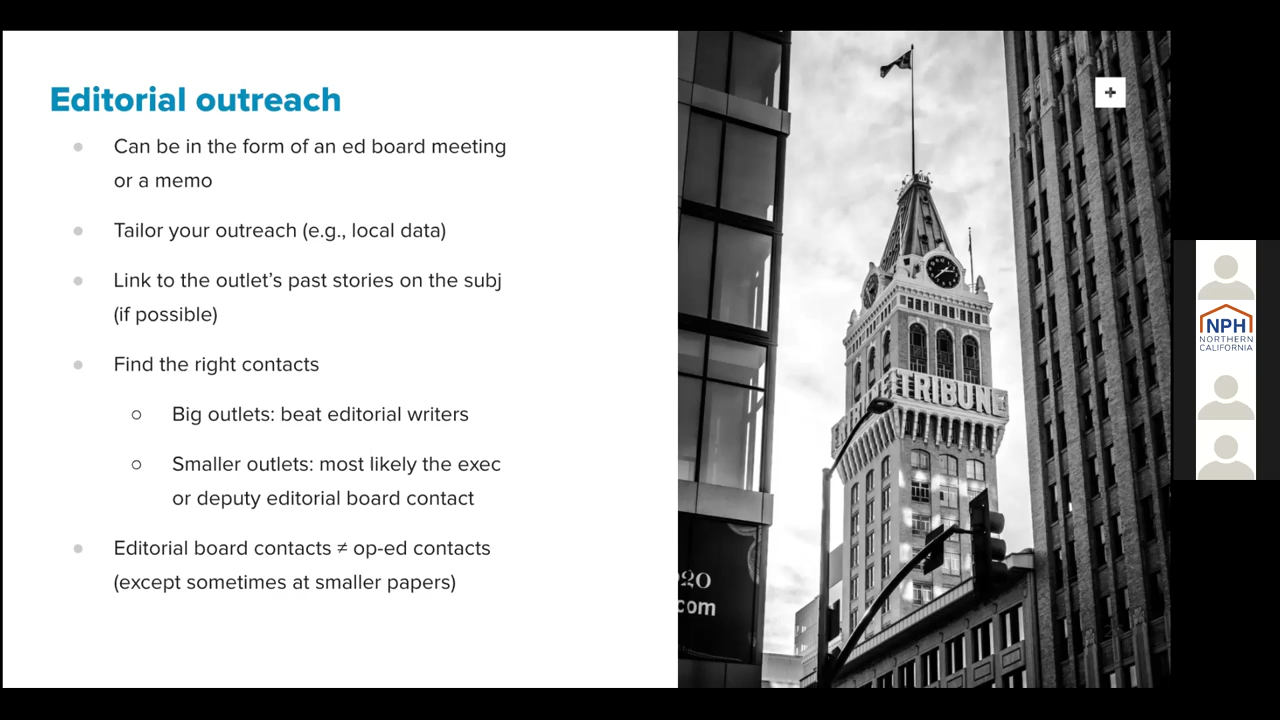 Editorial outreach
Can be in the form of an ed board meeting
or a memo
Tailor your outreach (e.g., local data)
Link to the outlet’s past stories on the subj
(if possible)
Find the right contacts
Big outlets: beat editorial writers
Smaller outlets: most likely the exec
or deputy editorial board contact
Editorial board contacts ≠ op-ed contacts
(except sometimes at smaller papers)
TRIBUNE
20
com
+
NPH
NORTHERN
CALIFORNIA